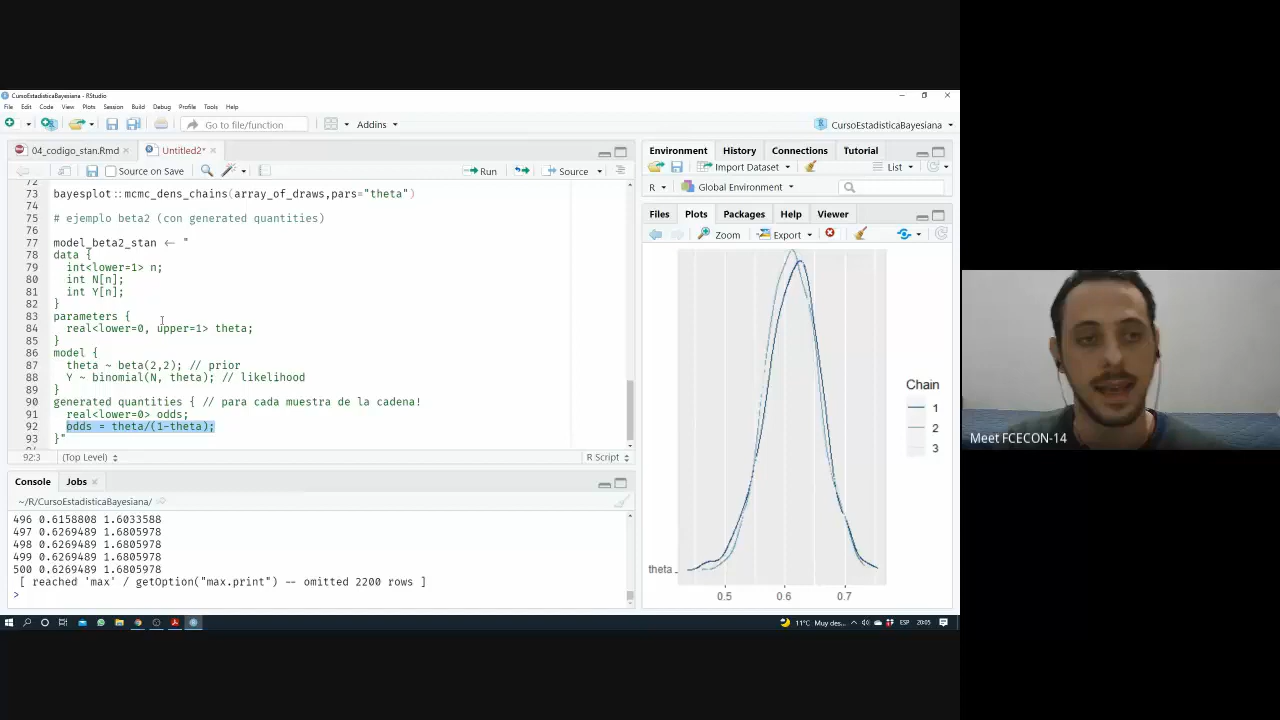 CursoEstadisticaBayesiana - RStudio
File Edit Code View Plots Session Build Debug Profile Tools Help
Go to file/function Addins CursoEstadisticaBayesiana
04_codigo_stan.Rmd Untitled2*
Source on Save Run Source
72
73 bayesplot::mcmc_dens_chains(array_of_draws,pars="theta")
74
75 # ejemplo beta2 (con generated quantities)
76
77 model_beta2_stan ← "
78 data {
79 int<lower=1> n;
80 int N[n];
81 int Y[n];
82 }
83 parameters {
84 real<lower=0, upper=1> theta;
85 }
86 model {
87 theta ~ beta(2,2); // prior
88 Y ~ binomial(N, theta); // likelihood
89 }
90 generated quantities { // para cada muestra de la cadena!
91 real<lower=0> odds;
92 odds = theta/(1-theta);
93 }"
92:3 (Top Level) R Script
Console Jobs
~/R/CursoEstadisticaBayesiana/
496 0.6158808 1.6033588
497 0.6269489 1.6805978
498 0.6269489 1.6805978
499 0.6269489 1.6805978
500 0.6269489 1.6805978
[ reached 'max' / getOption("max.print") -- omitted 2200 rows ]
>
Environment History Connections Tutorial
Import Dataset List
R Global Environment
Files Plots Packages Help Viewer
Zoom Export
Chain
1
2
3
theta
0.5 0.6 0.7
11°C Muy des... ESP 20:05
Meet FCECON-14